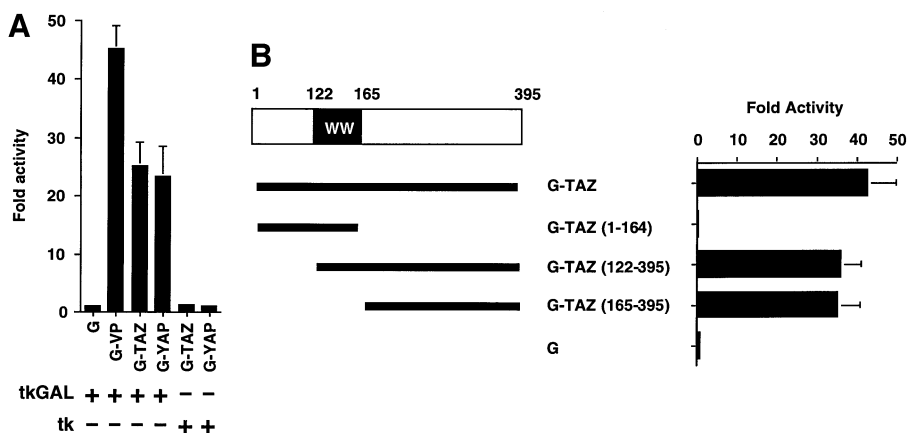 A
50
40
30
20
10
0
Fold activity
G
G-VP
G-TAZ
G-YAP
G-TAZ
G-YAP
tkGAL + + + + − −
tk − − − − + +
B
1 122 165 395
WW
Fold Activity
0 10 20 30 40 50
G-TAZ
G-TAZ (1-164)
G-TAZ (122-395)
G-TAZ (165-395)
G